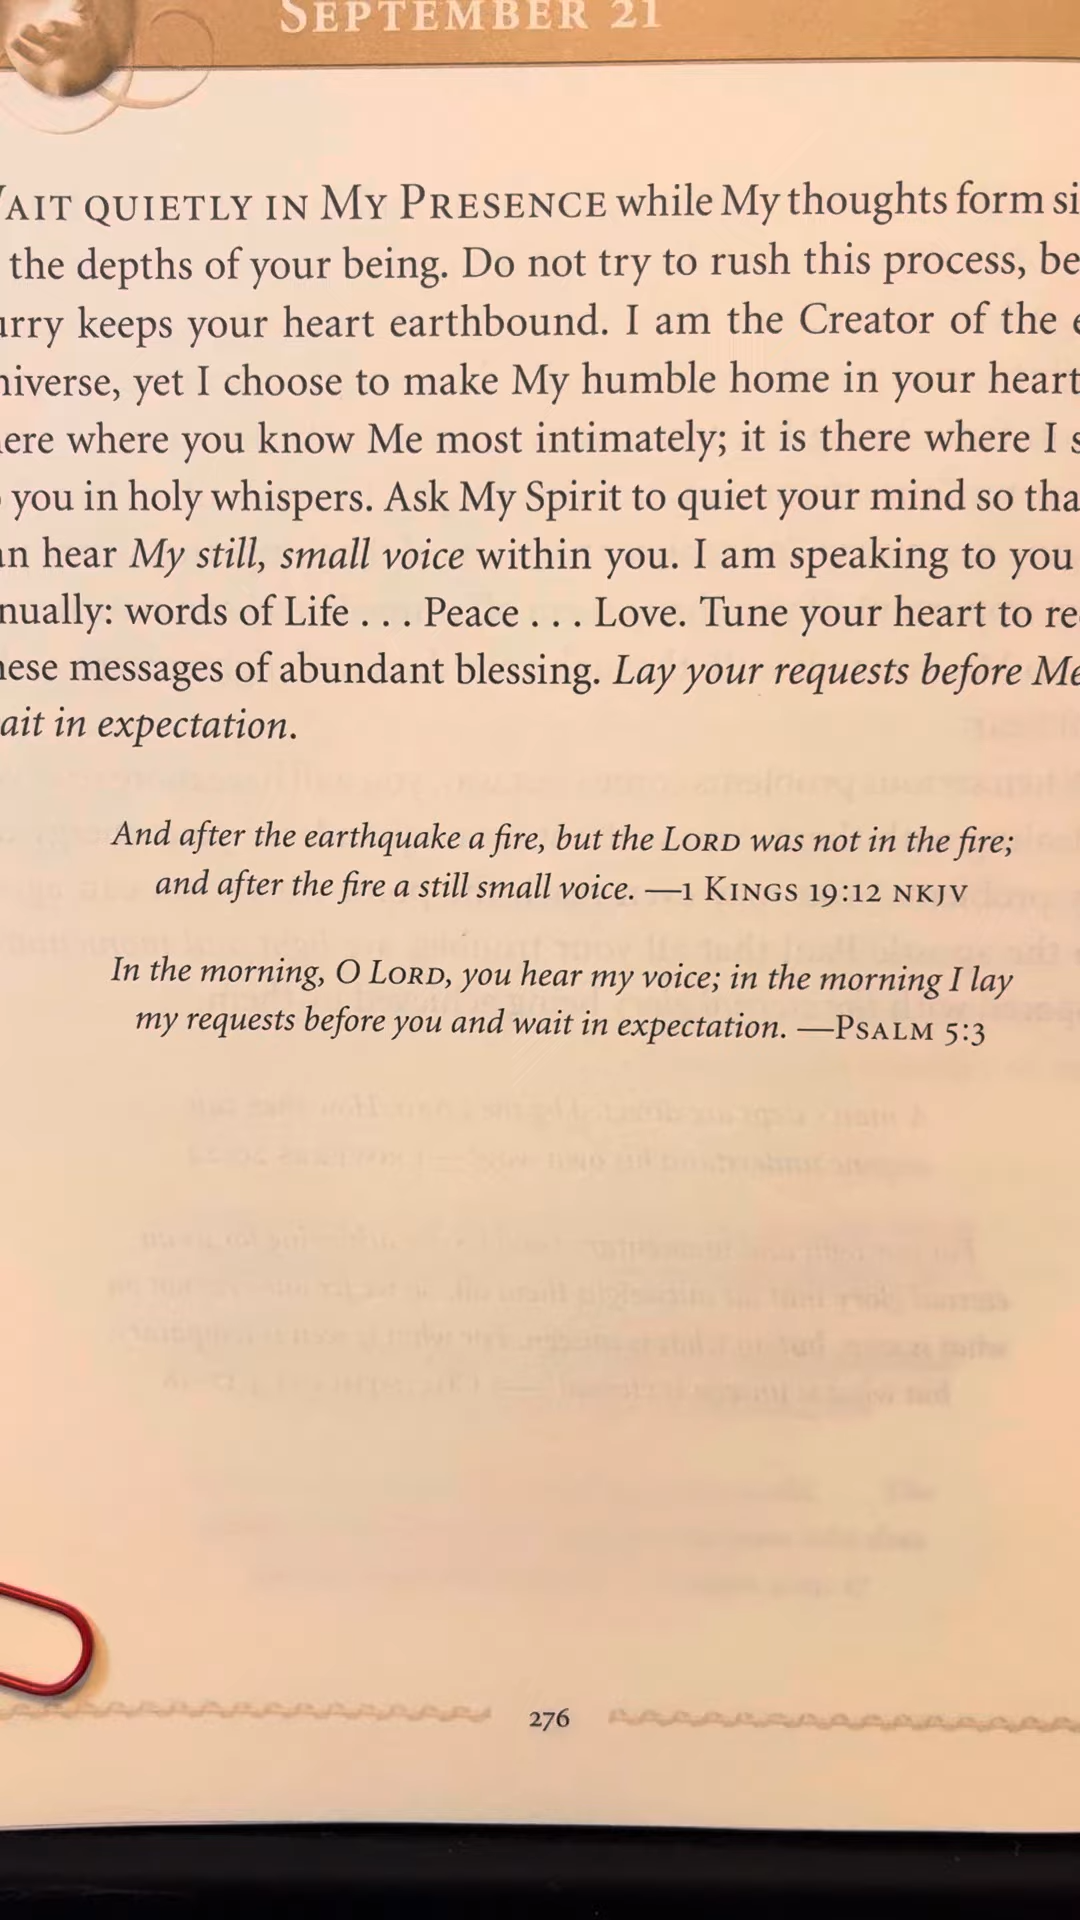 SEPTEMBER 21
AIT QUIETLY IN MY PRESENCE while My thoughts form si
the depths of your being. Do not try to rush this process, be
rry keeps your heart earthbound. I am the Creator of the e
niverse, yet I choose to make My humble home in your heart
ere where you know Me most intimately; it is there where I s
you in holy whispers. Ask My Spirit to quiet your mind so tha
n hear My still, small voice within you. I am speaking to you
nually: words of Life . . . Peace . . . Love. Tune your heart to re
hese messages of abundant blessing. Lay your requests before Me
ait in expectation.
And after the earthquake a fire, but the LORD was not in the fire;
and after the fire a still small voice. —1 KINGS 19:12 NKJV
In the morning, O LORD, you hear my voice; in the morning I lay
my requests before you and wait in expectation. —PSALM 5:3
276